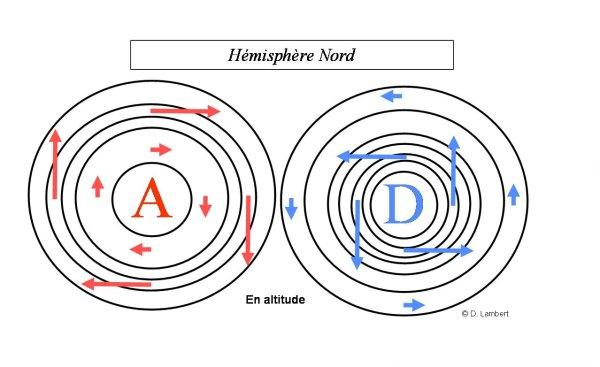 Hémisphère Nord
A
D
En altitude
© D. Lambert